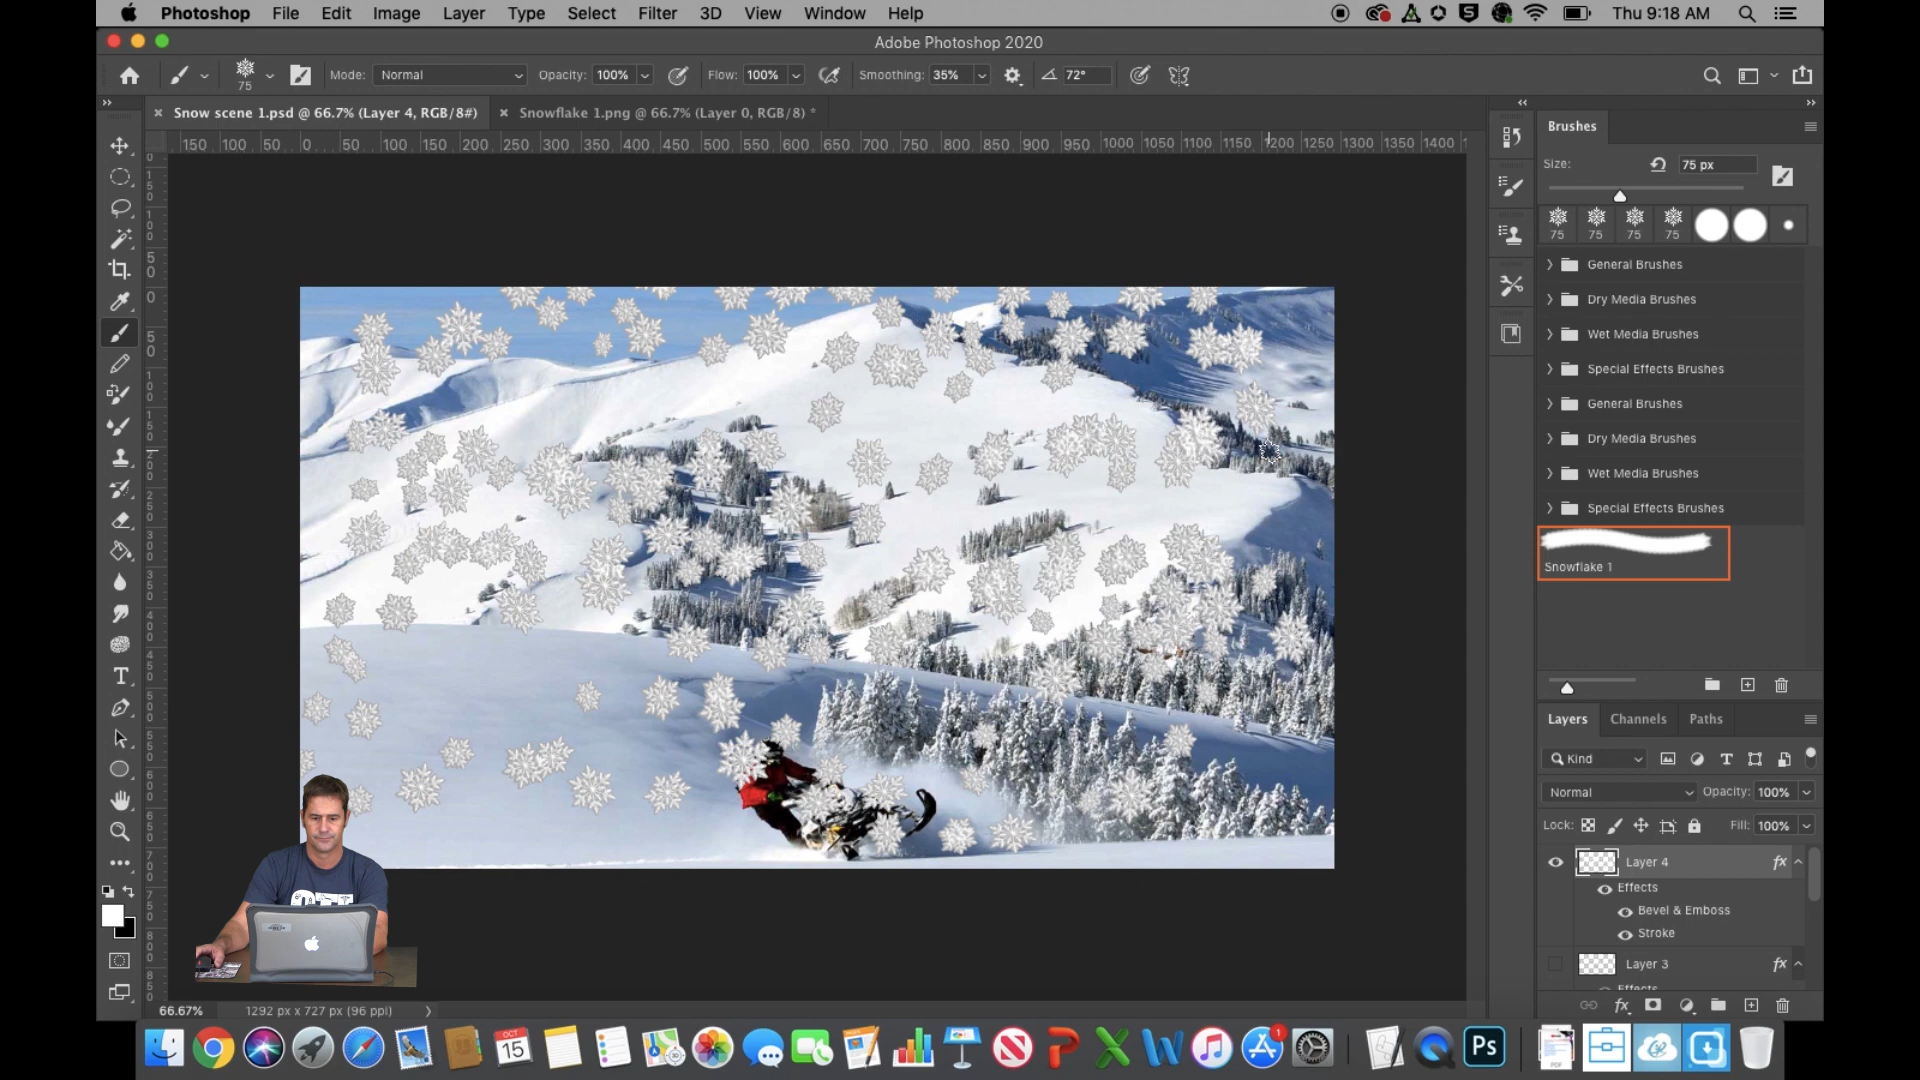 Photoshop File Edit Image Layer Type Select Filter 3D View Window Help Thu 9:18 AM
Adobe Photoshop 2020
75 Mode: Normal Opacity: 100% Flow: 100% Smoothing: 35% 72°
Snow scene 1.psd @ 66.7% (Layer 4, RGB/8#) Snowflake 1.png @ 66.7% (Layer 0, RGB/8) *
150 100 50 0 50 100 150 200 250 300 350 400 450 500 550 600 650 700 750 800 850 900 950 1000 1050 1100 1150 1200 1250 1300 1350 1400
Brushes
Size: 75 px
75 75 75 75
General Brushes
Dry Media Brushes
Wet Media Brushes
Special Effects Brushes
General Brushes
Dry Media Brushes
Wet Media Brushes
Special Effects Brushes
Snowflake 1
Layers Channels Paths
Kind
Normal Opacity: 100%
Lock: Fill: 100%
Layer 4 fx
Effects
Bevel & Emboss
Stroke
Layer 3 fx
Effects
66.67% 1292 px x 727 px (96 ppi)
OCT
15
1
Ps
PDF